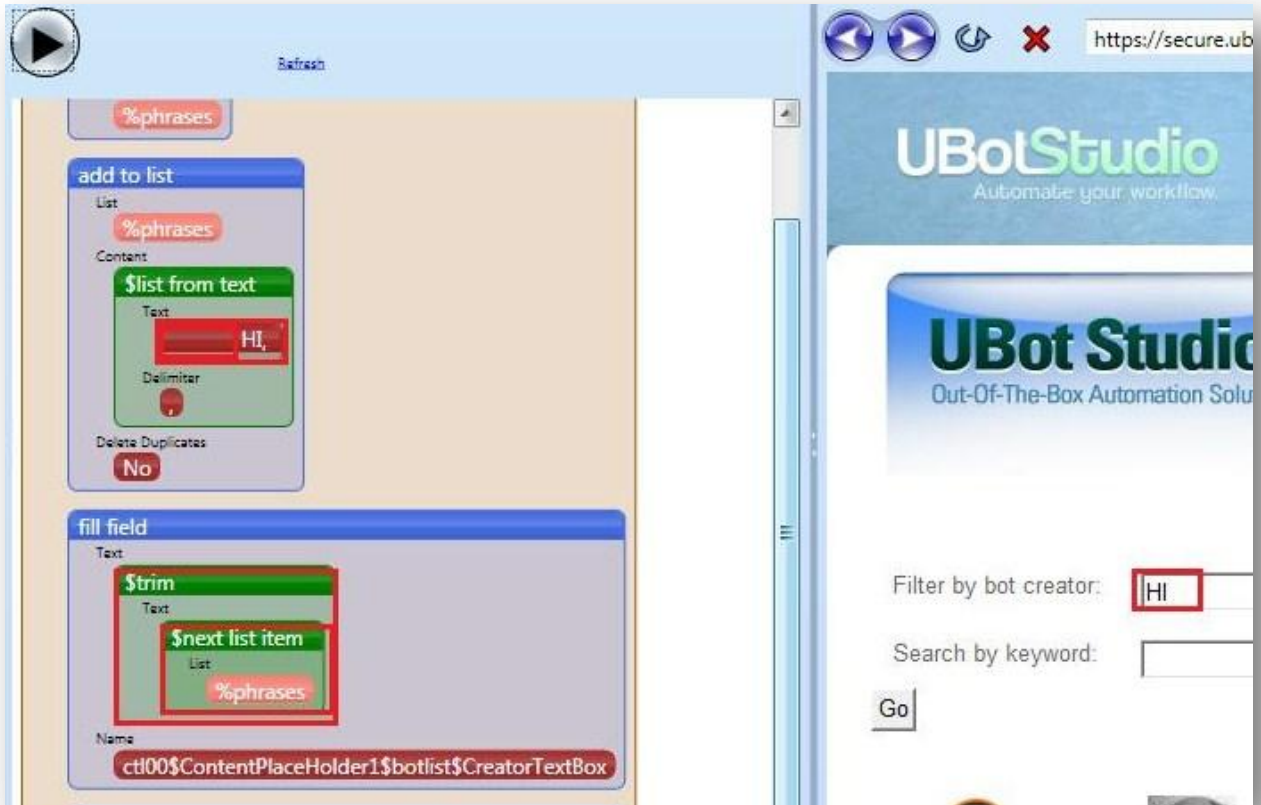 Refresh
%phrases
add to list
List
%phrases
Content
$list from text
Text
HI,
Delimiter
,
Delete Duplicates
No
fill field
Text
$trim
Text
$next list item
List
%phrases
Name
ctl00$ContentPlaceHolder1$botlist$CreatorTextBox
https://secure.ub
UBotStudio
Automate your workflow.
UBot Studio
Out-Of-The-Box Automation Solu
Filter by bot creator:
HI
Search by keyword:
Go